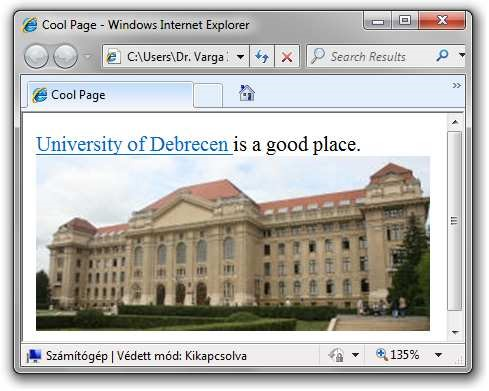 Cool Page - Windows Internet Explorer
C:\Users\Dr. Varga
Search Results
Cool Page
University of Debrecen is a good place.
Számítógép | Védett mód: Kikapcsolva
135%